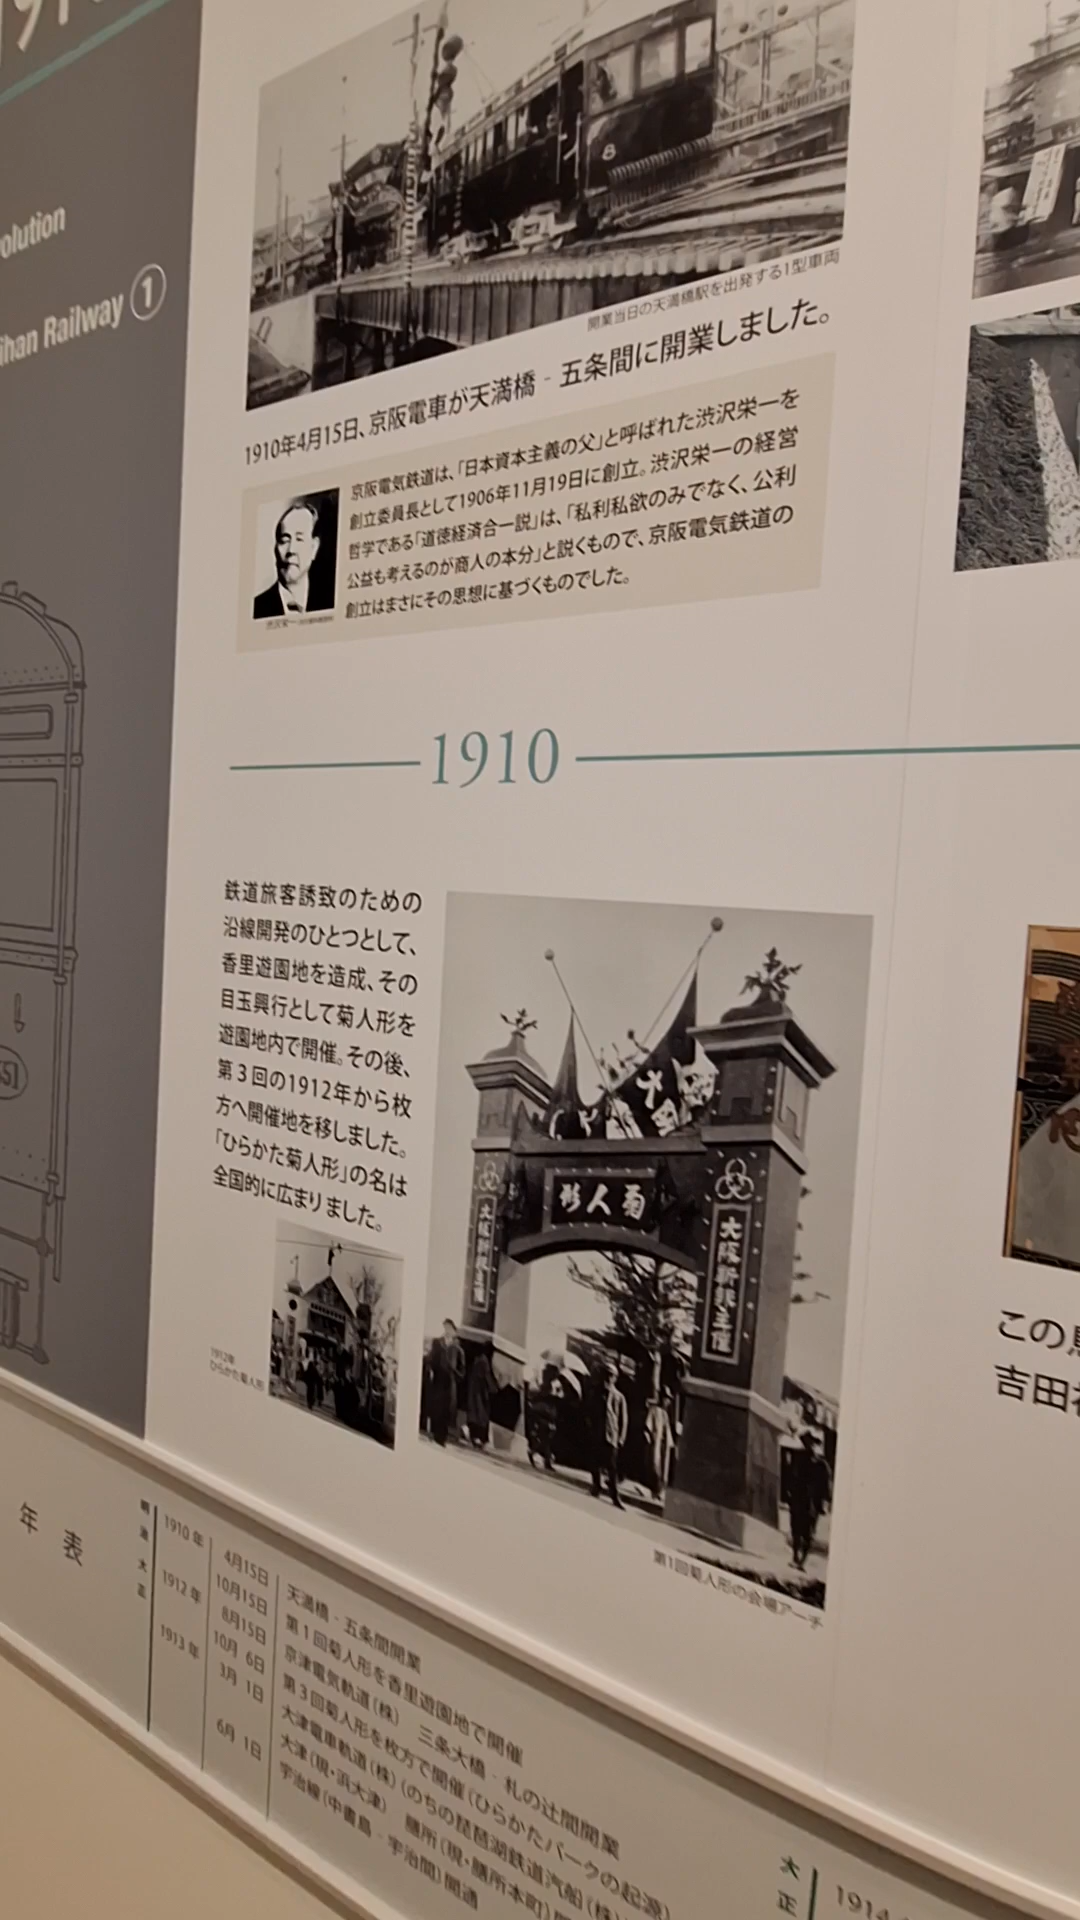 191
olution
ihan Railway ①
開業当日の天満橋駅を出発する1型車両
1910年4月15日、京阪電車が天満橋 - 五条間に開業しました。
京阪電気鉄道は、「日本資本主義の父」と呼ばれた渋沢栄一を
創立委員長として1906年11月19日に創立。渋沢栄一の経営
哲学である「道徳経済合一説」は、「私利私欲のみでなく、公利
公益も考えるのが商人の本分」と説くもので、京阪電気鉄道の
創立はまさにその思想に基づくものでした。
渋沢栄一
8
1910
鉄道旅客誘致のための
沿線開発のひとつとして、
香里遊園地を造成、その
目玉興行として菊人形を
遊園地内で開催。その後、
第3回の1912年から枚
方へ開催地を移しました。
「ひらかた菊人形」の名は
全国的に広まりました。
1912年
ひらかた菊人形
形人菊
大阪新報主催
大阪新報主催
第1回菊人形の会場アーチ
551
この
吉田
年表
明治 大正
1910年 4月15日 天満橋 - 五条間開業
10月15日 第1回菊人形を香里遊園地で開催
1912年 8月15日 京津電気軌道(株) 三条大橋 - 札の辻間開業
10月 6日 第3回菊人形を枚方で開催(ひらかたパークの起源)
1913年 3月 1日 大津電車軌道(株)(のちの琵琶湖鉄道汽船(株)
大津(現・浜大津) 膳所(現・膳所本町)
6月 1日 宇治線(中書島 - 宇治間)開通
大正
1914